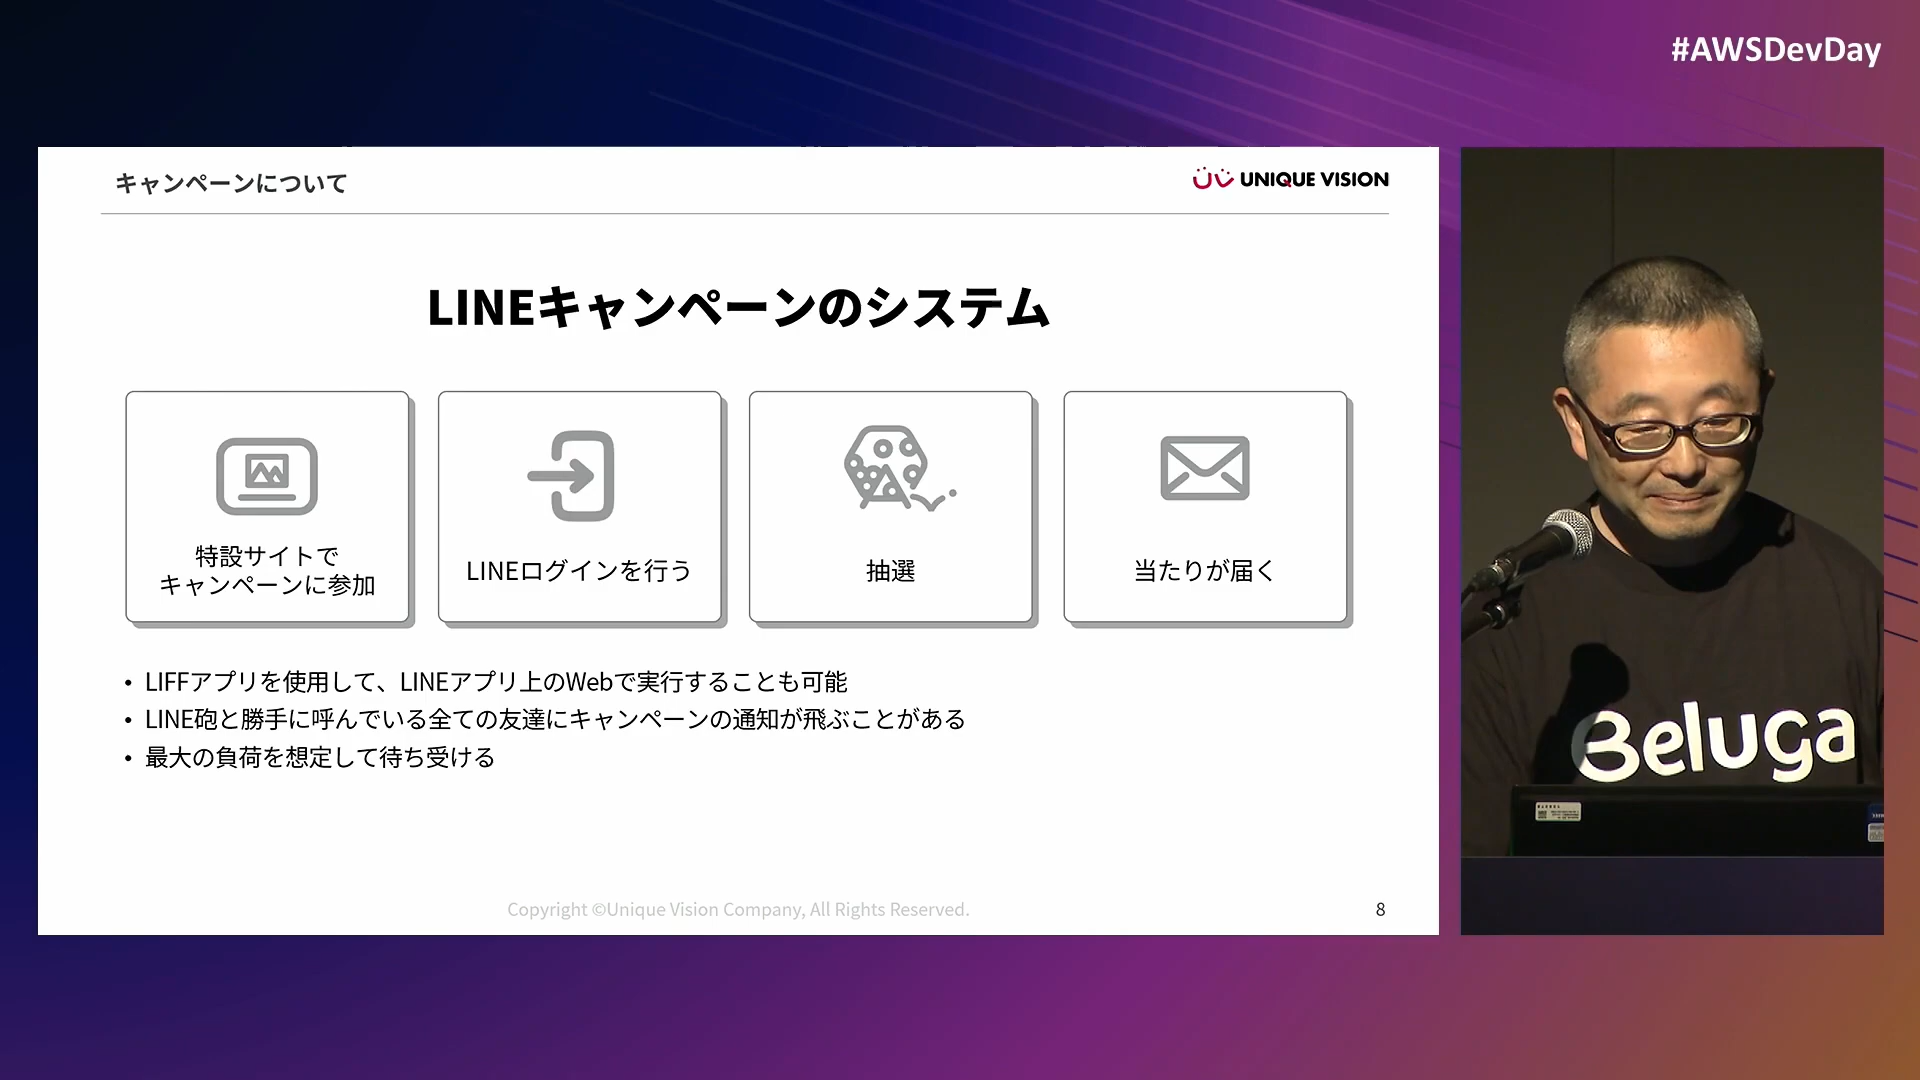 #AWSDevDay
キャンペーンについて
UNIQUE VISION
LINEキャンペーンのシステム
特設サイトで
キャンペーンに参加
LINEログインを行う
抽選
当たりが届く
• LIFFアプリを使用して、LINEアプリ上のWebで実行することも可能
• LINE砲と勝手に呼んでいる全ての友達にキャンペーンの通知が飛ぶことがある
• 最大の負荷を想定して待ち受ける
Copyright ©Unique Vision Company, All Rights Reserved.
8
Beluga